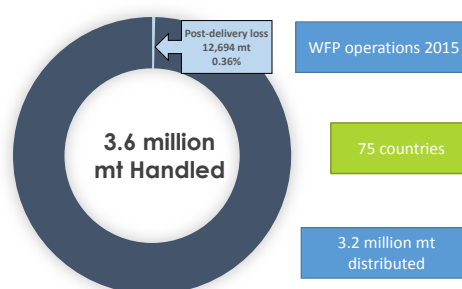 Post-delivery loss
12,694 mt
0.36%
WFP operations 2015
3.6 million
mt Handled
75 countries
3.2 million mt
distributed